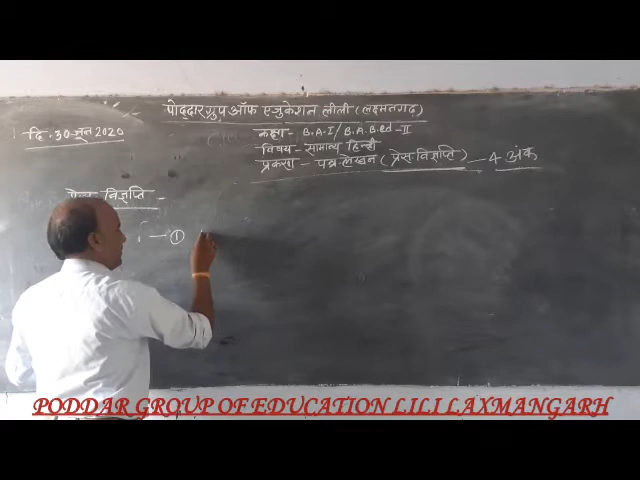 पोद्दार ग्रुप ऑफ एजुकेशन लीली (लक्ष्मनगढ़)
दि. 30 जून 2020
कक्षा - B.A.I / B.A.B.Ed - II
विषय - सामान्य हिन्दी
प्रकरण - पत्र लेखन (प्रेस विज्ञप्ति) - 4 अंक
प्रेस विज्ञप्ति -
- ①
PODDAR GROUP OF EDUCATION LILI LAXMANGARH